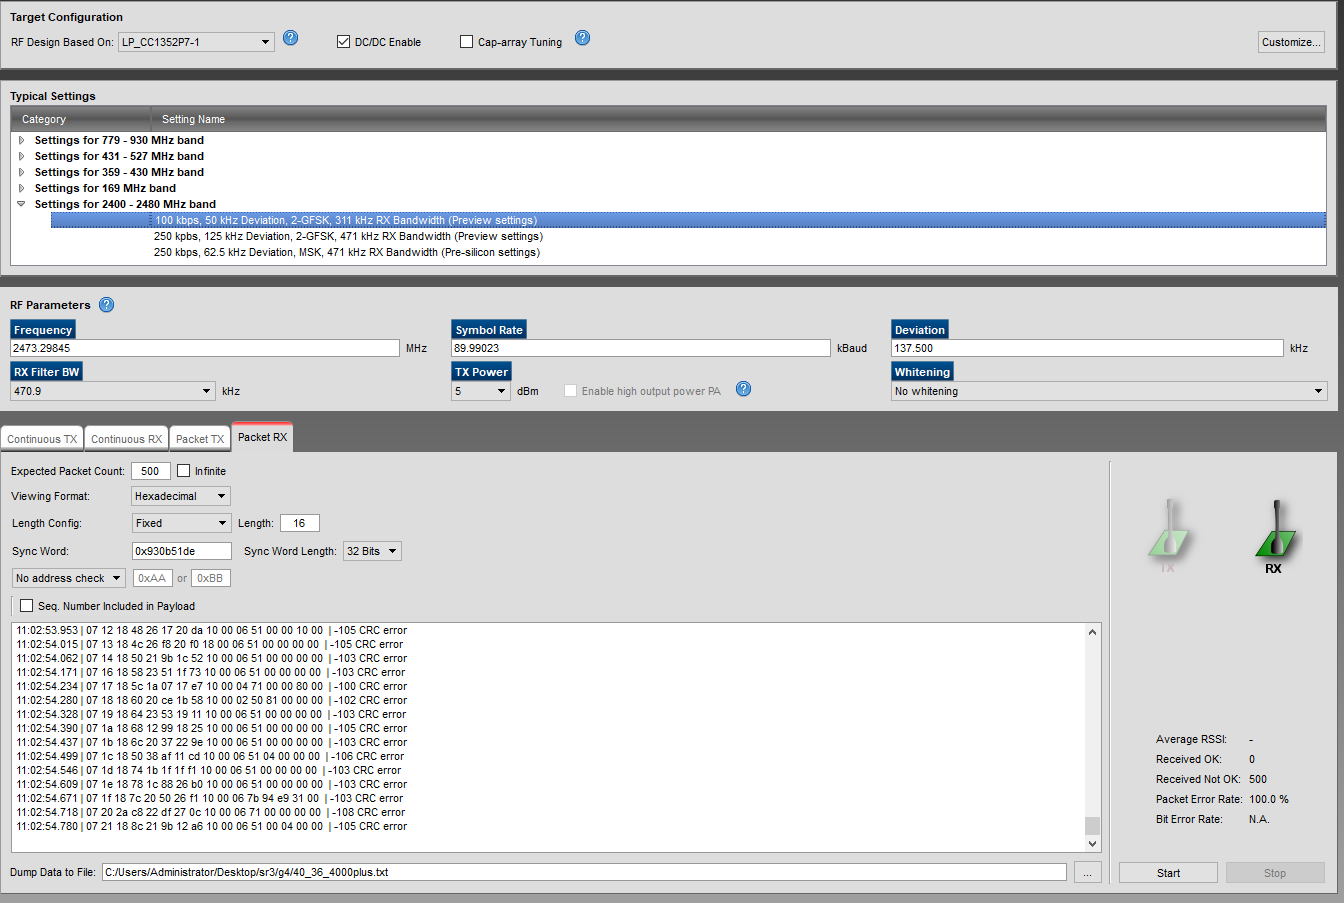 Target Configuration
RF Design Based On: LP_CC1352P7-1 DC/DC Enable Cap-array Tuning Customize...
Typical Settings
Category Setting Name
Settings for 779 - 930 MHz band
Settings for 431 - 527 MHz band
Settings for 359 - 430 MHz band
Settings for 169 MHz band
Settings for 2400 - 2480 MHz band
100 kbps, 50 kHz Deviation, 2-GFSK, 311 kHz RX Bandwidth (Preview settings)
250 kbps, 125 kHz Deviation, 2-GFSK, 471 kHz RX Bandwidth (Preview settings)
250 kbps, 62.5 kHz Deviation, MSK, 471 kHz RX Bandwidth (Pre-silicon settings)
RF Parameters
Frequency Symbol Rate Deviation
2473.29845 MHz 89.99023 kBaud 137.500 kHz
RX Filter BW TX Power Whitening
470.9 kHz 5 dBm Enable high output power PA No whitening
Continuous TX Continuous RX Packet TX Packet RX
Expected Packet Count: 500 Infinite
Viewing Format: Hexadecimal
Length Config: Fixed Length: 16
Sync Word: 0x930b51de Sync Word Length: 32 Bits
No address check 0xAA or 0xBB
Seq. Number Included in Payload
TX RX
11:02:53.953 | 07 12 18 48 26 17 20 da 10 00 06 51 00 00 10 00 | -105 CRC error
11:02:54.015 | 07 13 18 4c 26 f8 20 f0 18 00 06 51 00 00 00 00 | -105 CRC error
11:02:54.062 | 07 14 18 50 21 9b 1c 52 10 00 06 51 00 00 00 00 | -103 CRC error
11:02:54.171 | 07 16 18 58 23 51 1f 73 10 00 06 51 00 00 00 00 | -103 CRC error
11:02:54.234 | 07 17 18 5c 1a 07 17 e7 10 00 04 71 00 00 80 00 | -100 CRC error
11:02:54.280 | 07 18 18 60 20 ce 1b 58 10 00 02 50 81 00 00 00 | -102 CRC error
11:02:54.328 | 07 19 18 64 23 53 19 11 10 00 06 51 00 00 00 00 | -103 CRC error
11:02:54.390 | 07 1a 18 68 12 99 18 25 10 00 06 51 00 00 00 00 | -105 CRC error
11:02:54.437 | 07 1b 18 6c 20 37 22 9e 10 00 06 51 00 00 00 00 | -103 CRC error
11:02:54.499 | 07 1c 18 50 38 af 11 cd 10 00 06 51 04 00 00 00 | -106 CRC error
11:02:54.546 | 07 1d 18 74 1b 1f 1f f1 10 00 06 51 00 00 00 00 | -103 CRC error
11:02:54.609 | 07 1e 18 78 1c 88 26 b0 10 00 06 51 00 00 00 00 | -103 CRC error
11:02:54.671 | 07 1f 18 7c 20 50 26 f1 10 00 06 7b 94 e9 31 00 | -103 CRC error
11:02:54.718 | 07 20 2a c8 22 df 27 0c 10 00 06 71 00 00 00 00 | -108 CRC error
11:02:54.780 | 07 21 18 8c 21 9b 12 a6 10 00 06 51 00 04 00 00 | -105 CRC error
Average RSSI: -
Received OK: 0
Received Not OK: 500
Packet Error Rate: 100.0 %
Bit Error Rate: N.A.
Dump Data to File: C:/Users/Administrator/Desktop/sr3/g4/40_36_4000plus.txt ... Start Stop